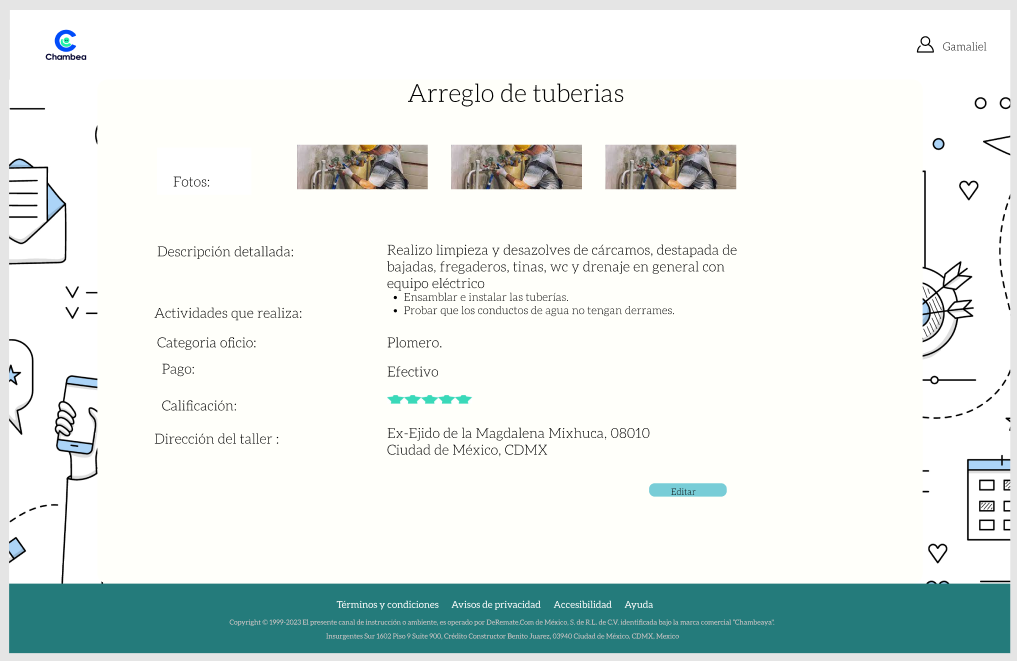 Chambea
Gamaliel
Arreglo de tuberias
Fotos:
Descripción detallada:
Realizo limpieza y desazolves de cárcamos, destapada de
bajadas, fregaderos, tinas, wc y drenaje en general con
equipo eléctrico
Ensamblar e instalar las tuberías.
Actividades que realiza:
Probar que los conductos de agua no tengan derrames.
Categoria oficio:
Plomero.
Pago:
Efectivo
Calificación:
Dirección del taller :
Ex-Ejido de la Magdalena Mixhuca, 08010
Ciudad de México, CDMX
Editar
Términos y condiciones Avisos de privacidad Accesibilidad Ayuda
Copyright © 1999-2023 El presente canal de instrucción o ambiente, es operado por DeRemate.Com de México, S. de R.L. de C.V. identificada bajo la marca comercial "Chambeaya".
Insurgentes Sur 1602 Piso 9 Suite 900, Crédito Constructor Benito Juarez, 03940 Ciudad de México, CDMX, Mexico